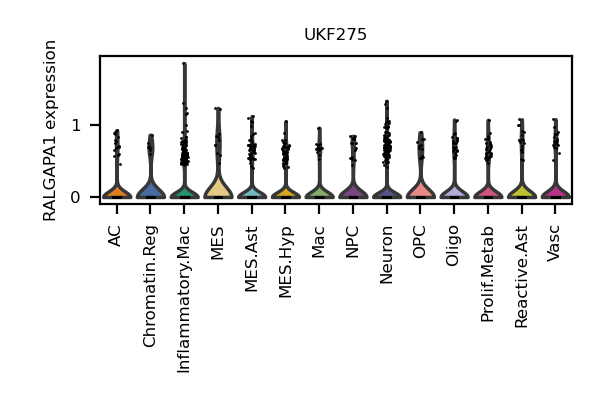 UKF275
RALGAPA1 expression
1
0
AC
Chromatin.Reg
Inflammatory.Mac
MES
MES.Ast
MES.Hyp
Mac
NPC
Neuron
OPC
Oligo
Prolif.Metab
Reactive.Ast
Vasc